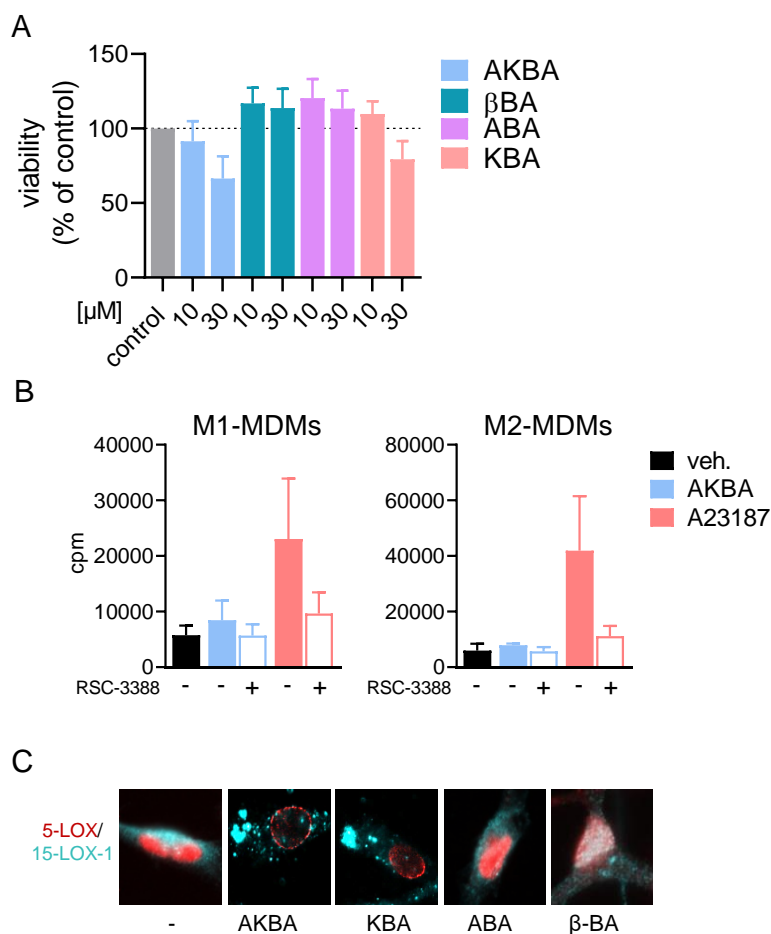 A
150
100
50
0
viability
(% of control)
[µM]
control 10 30 10 30 10 30 10 30
AKBA
βBA
ABA
KBA
B
M1-MDMs
40000
30000
20000
10000
0
cpm
RSC-3388 - - + - +
M2-MDMs
80000
60000
40000
20000
0
RSC-3388 - - + - +
veh.
AKBA
A23187
C
5-LOX/
15-LOX-1
- AKBA KBA ABA β-BA